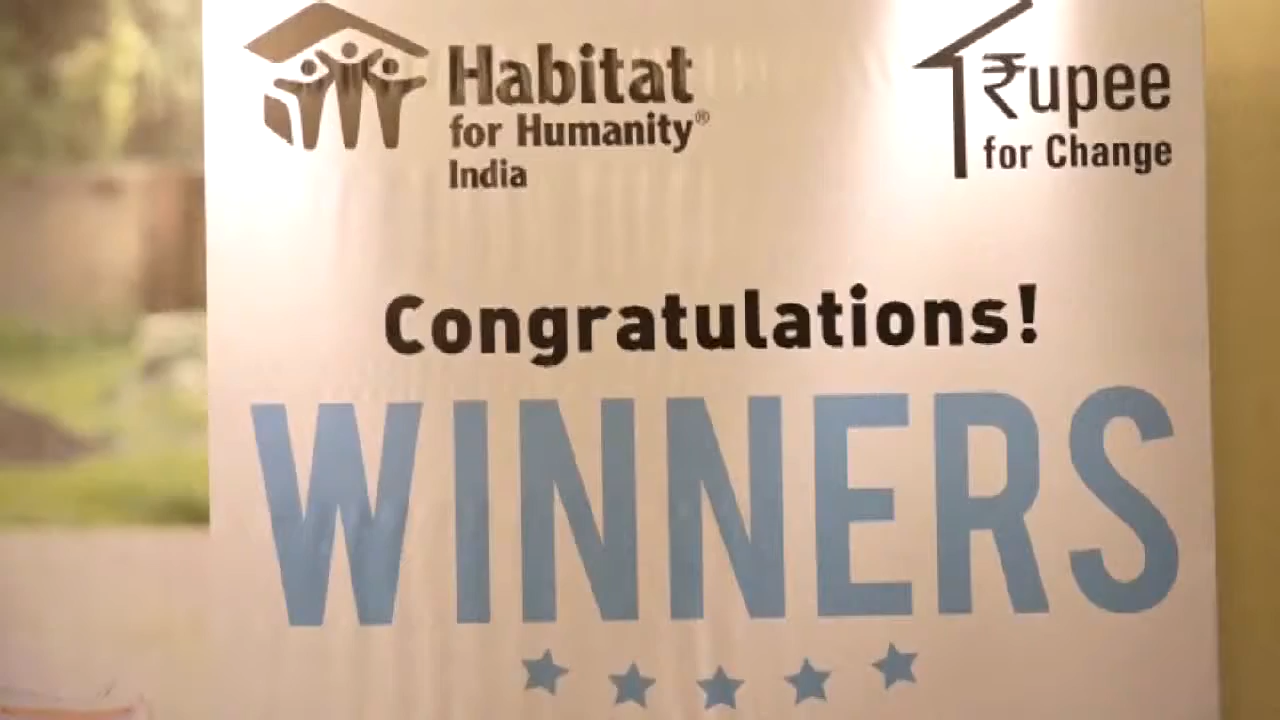 Habitat
for Humanity®
India
₹upee
for Change
Congratulations!
WINNERS